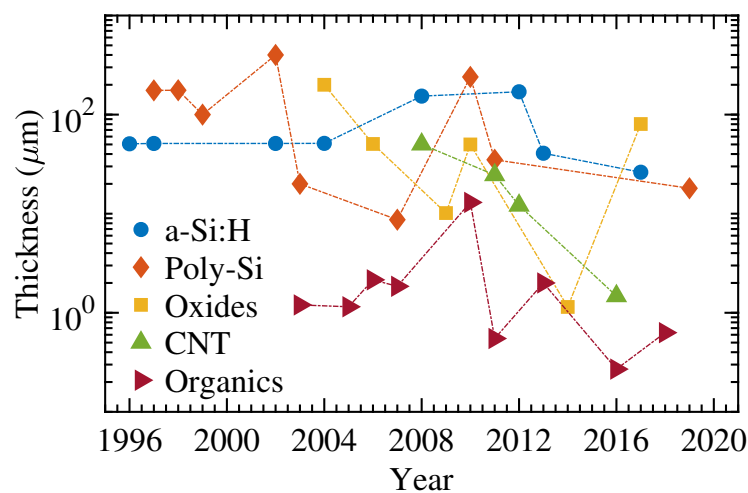 Thickness (μm)
10²
10⁰
a-Si:H
Poly-Si
Oxides
CNT
Organics
1996 2000 2004 2008 2012 2016 2020
Year